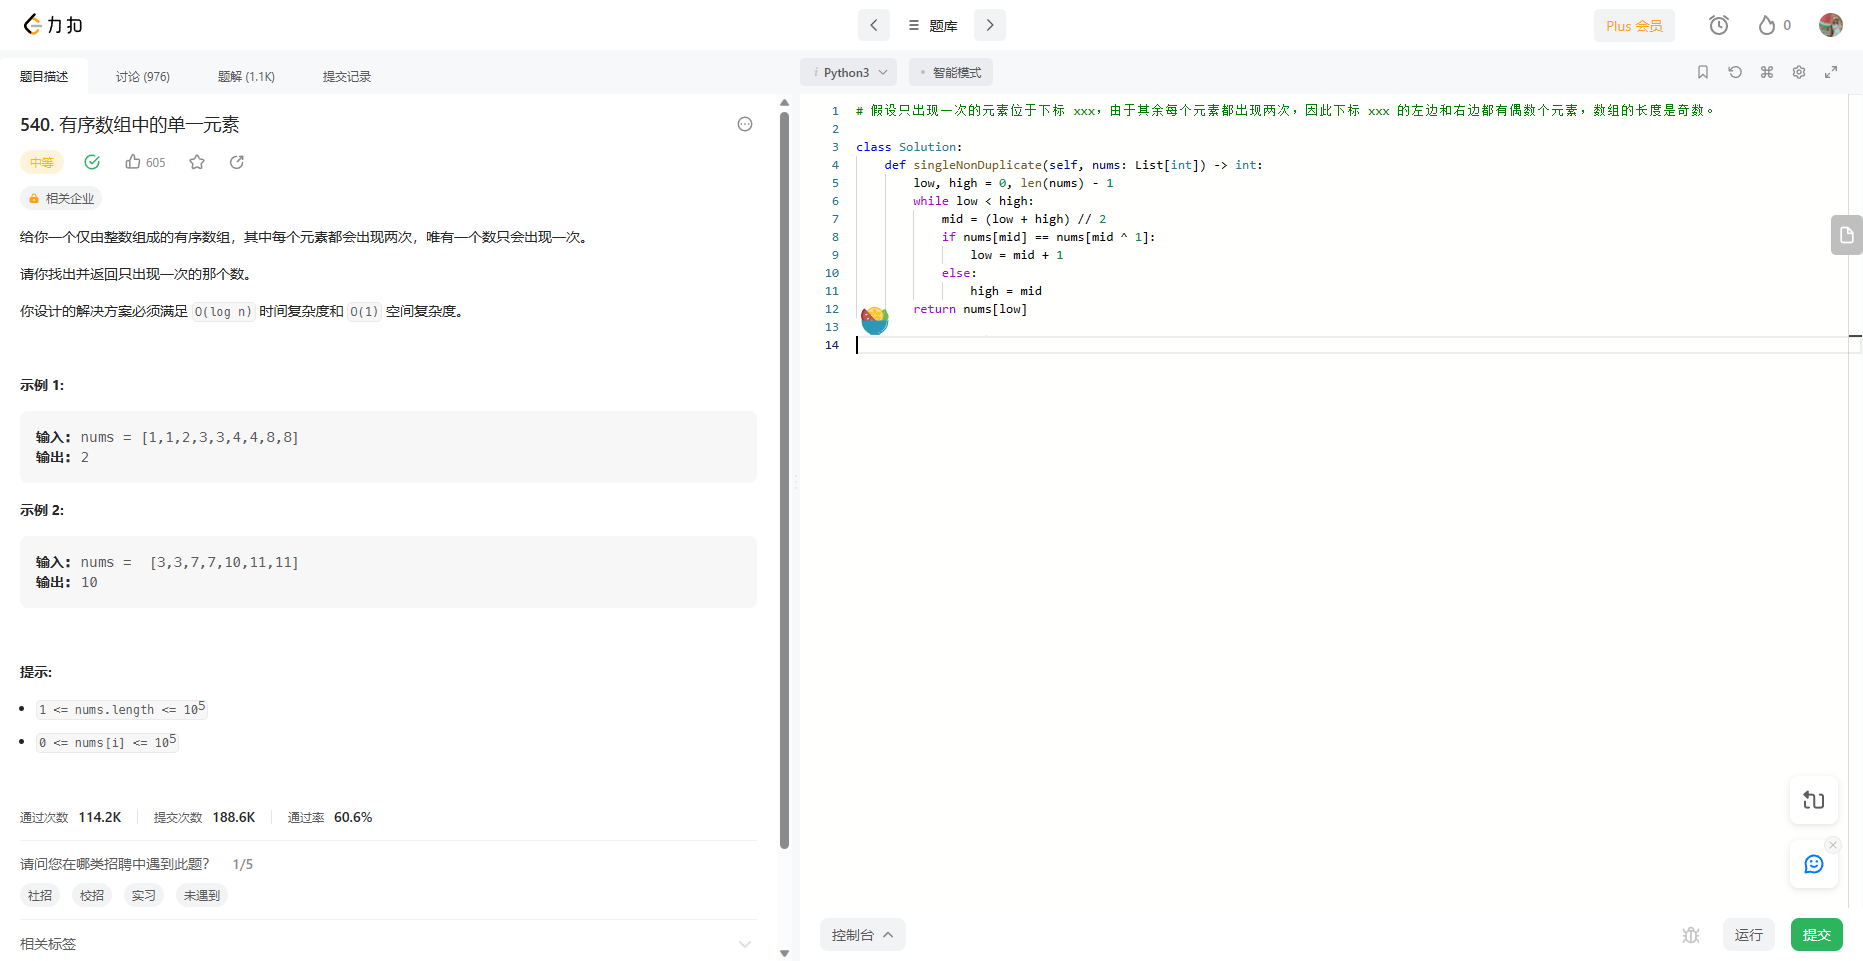 力扣
题库
Plus 会员
0
题目描述
讨论 (976)
题解 (1.1K)
提交记录
540. 有序数组中的单一元素
中等
605
相关企业
给你一个仅由整数组成的有序数组，其中每个元素都会出现两次，唯有一个数只会出现一次。
请你找出并返回只出现一次的那个数。
你设计的解决方案必须满足 O(log n) 时间复杂度和 O(1) 空间复杂度。
示例 1:
输入: nums = [1,1,2,3,3,4,4,8,8]
输出: 2
示例 2:
输入: nums =  [3,3,7,7,10,11,11]
输出: 10
提示:
1 <= nums.length <= 10⁵
0 <= nums[i] <= 10⁵
通过次数 114.2K 提交次数 188.6K 通过率 60.6%
请问您在哪类招聘中遇到此题? 1/5
社招 校招 实习 未遇到
相关标签
i Python3
智能模式
1 # 假设只出现一次的元素位于下标 xxx，由于其余每个元素都出现两次，因此下标 xxx 的左边和右边都有偶数个元素，数组的长度是奇数。
2
3 class Solution:
4     def singleNonDuplicate(self, nums: List[int]) -> int:
5         low, high = 0, len(nums) - 1
6         while low < high:
7             mid = (low + high) // 2
8             if nums[mid] == nums[mid ^ 1]:
9                 low = mid + 1
10             else:
11                 high = mid
12         return nums[low]
13
14
控制台
运行
提交